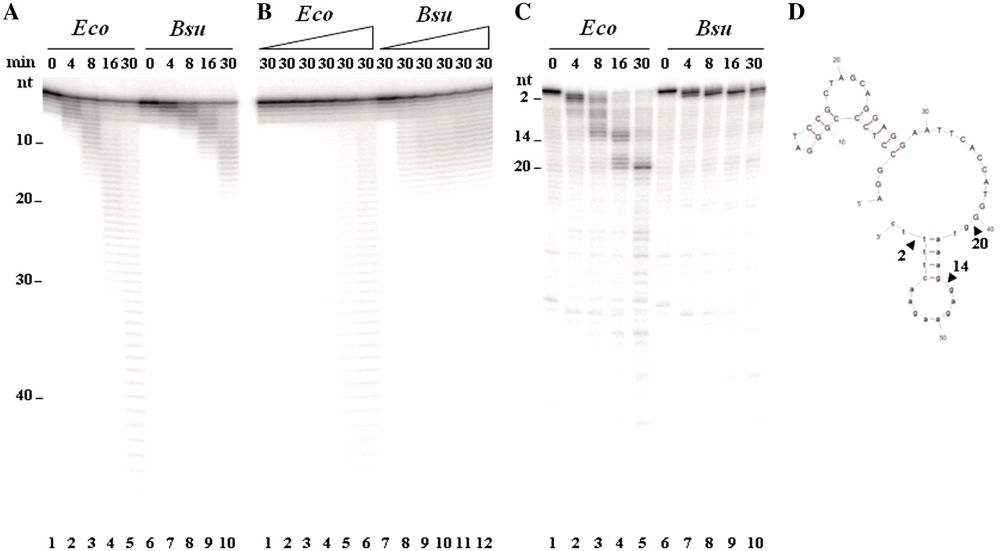 A
Eco Bsu
min 0 4 8 16 30 0 4 8 16 30
nt
10
20
30
40
1 2 3 4 5 6 7 8 9 10
B
Eco Bsu
30 30 30 30 30 30 30 30 30 30 30 30
1 2 3 4 5 6 7 8 9 10 11 12
C
Eco Bsu
0 4 8 16 30 0 4 8 16 30
nt
2
14
20
1 2 3 4 5 6 7 8 9 10
D
20
10
30
40
50
5'
3'
2
14
20